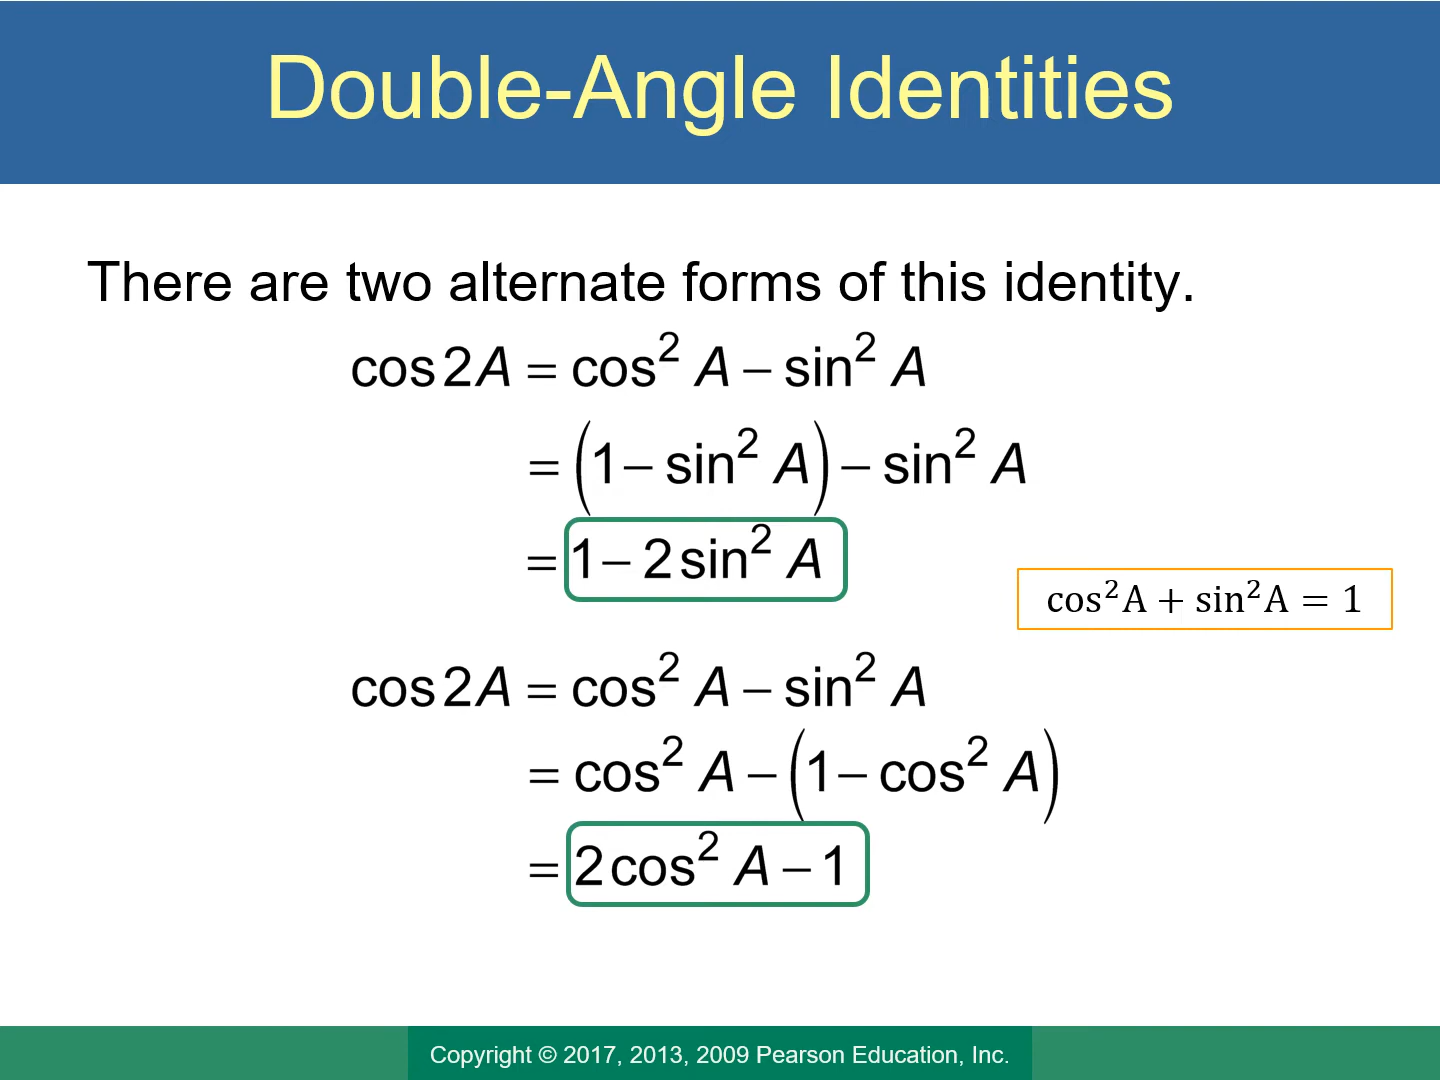 Double-Angle Identities
There are two alternate forms of this identity.
cos 2A = cos² A − sin² A
= (1 − sin² A) − sin² A
= 1 − 2 sin² A
cos²A + sin²A = 1
cos 2A = cos² A − sin² A
= cos² A − (1 − cos² A)
= 2 cos² A − 1
Copyright © 2017, 2013, 2009 Pearson Education, Inc.